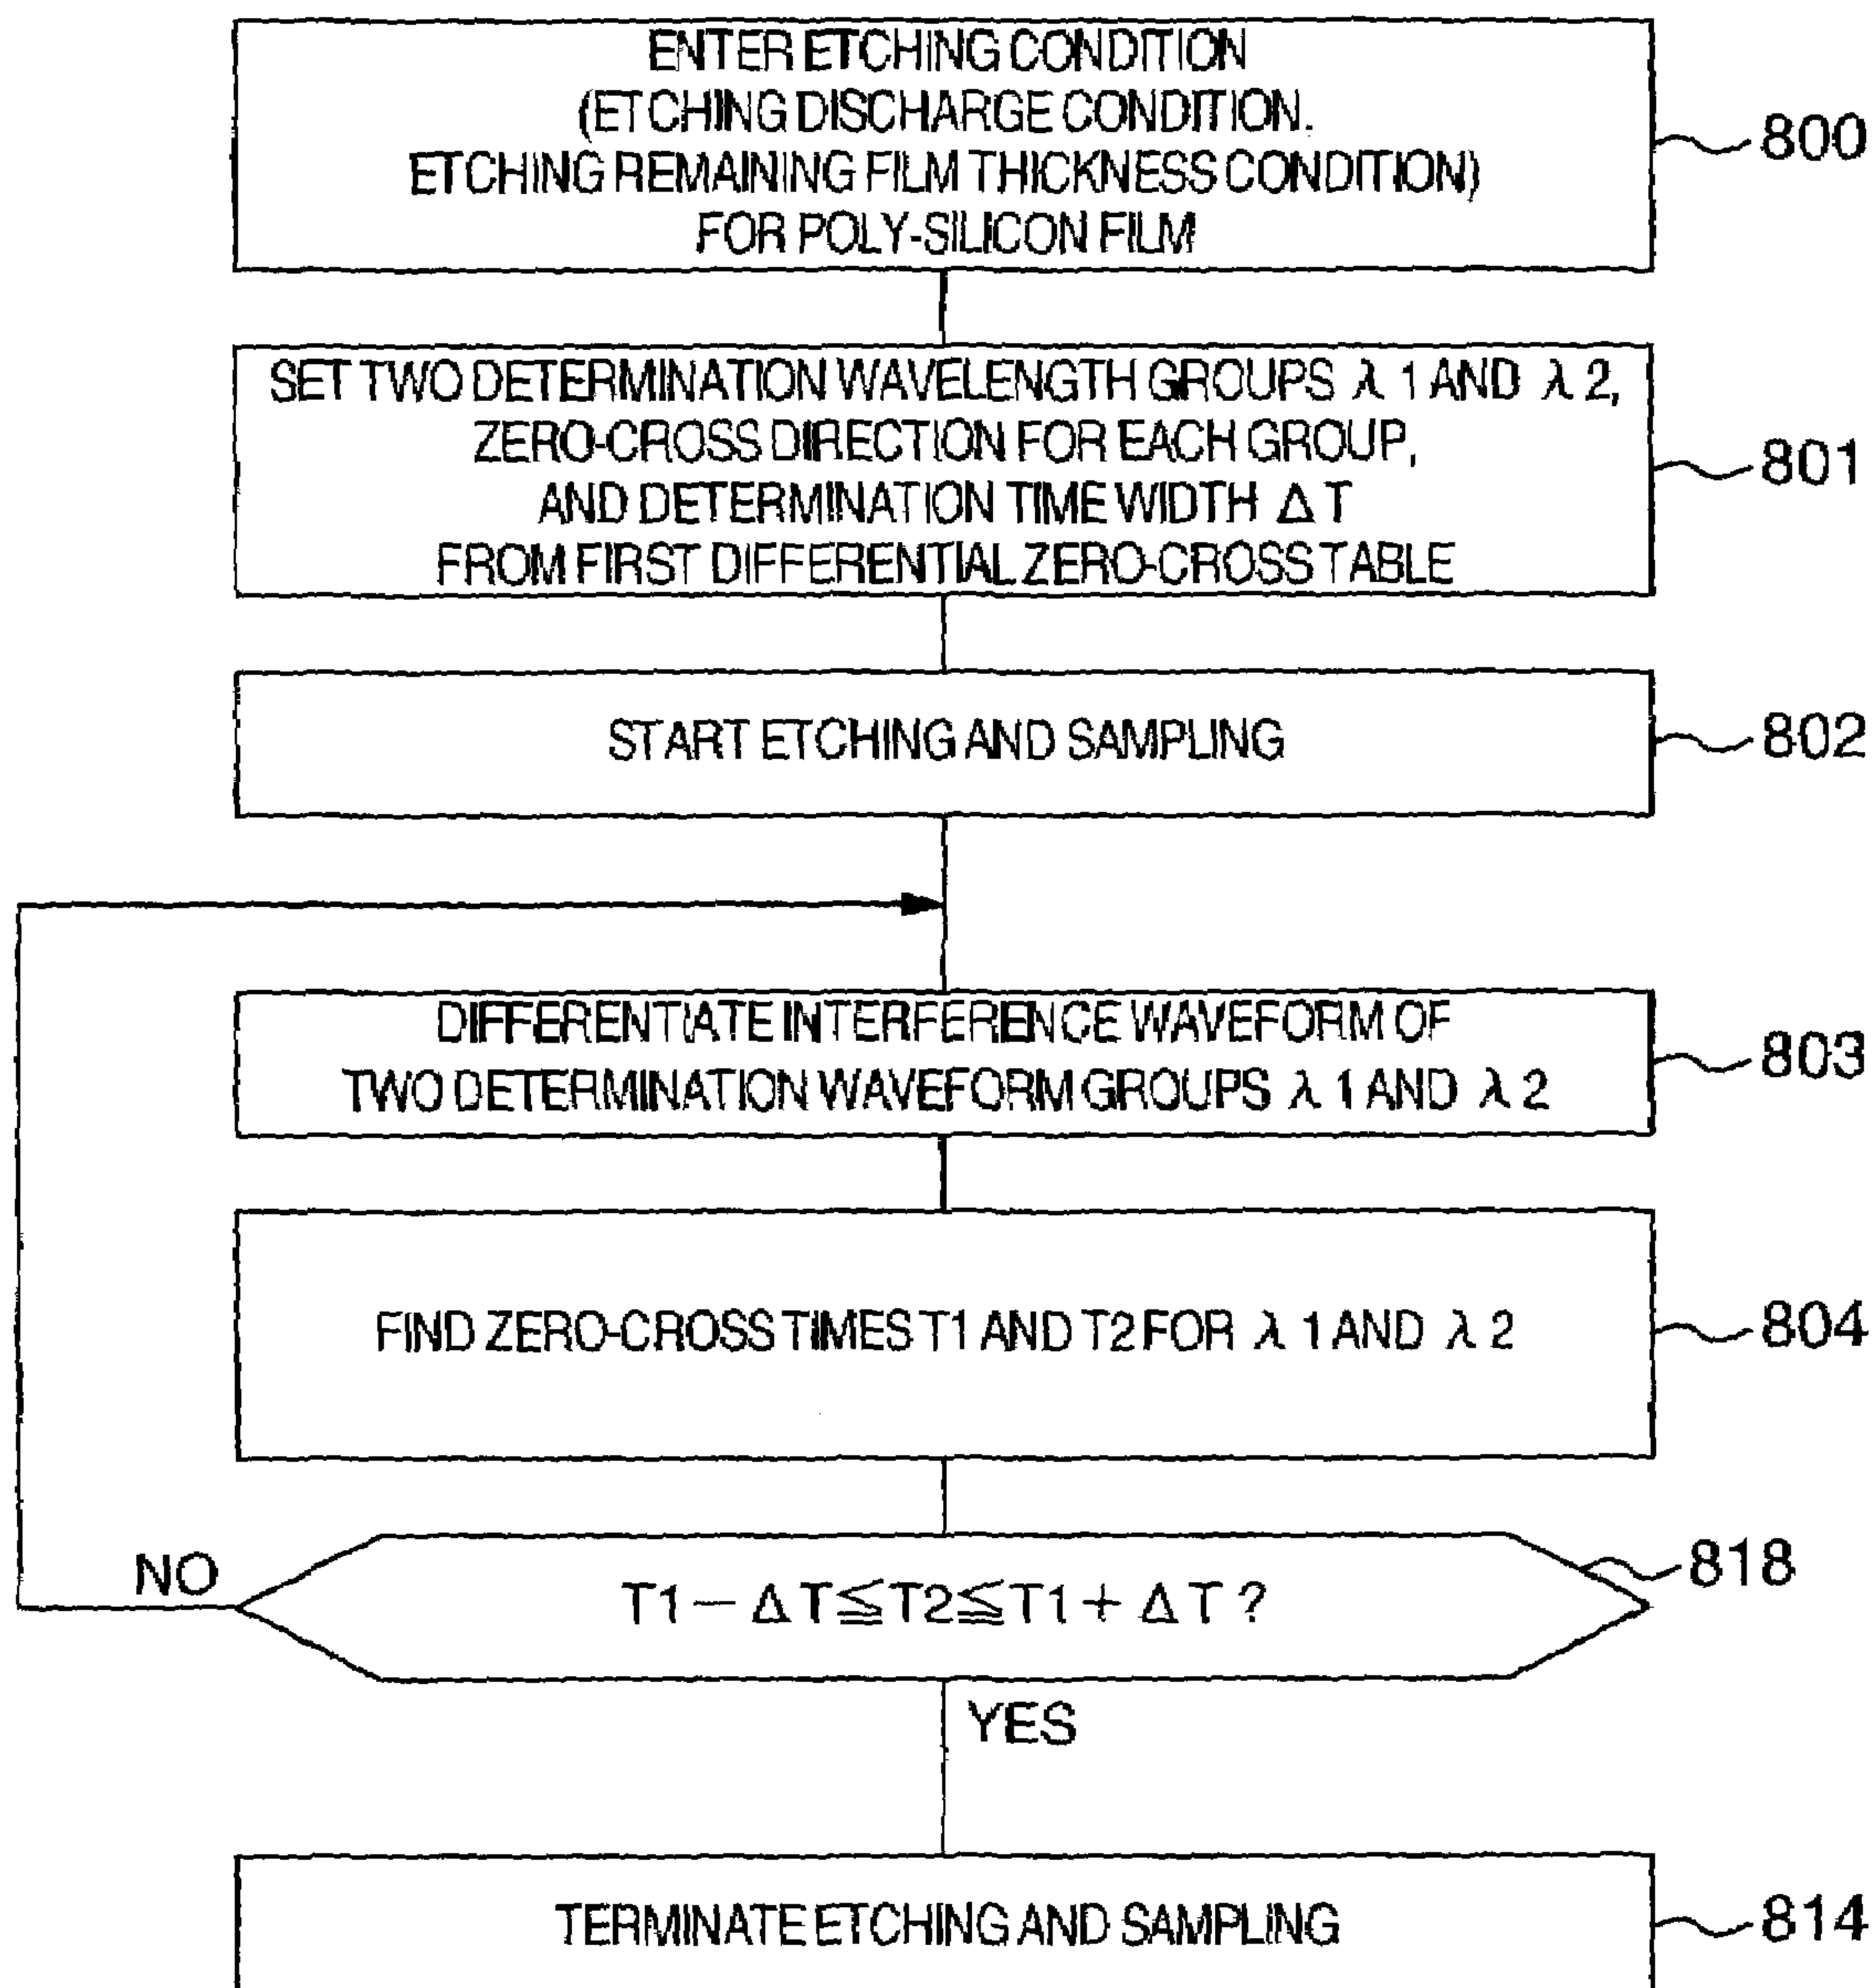 ENTER ETCHING CONDITION
(ETCHING DISCHARGE CONDITION.
ETCHING REMAINING FILM THICKNESS CONDITION)
FOR POLY-SILICON FILM
800
SET TWO DETERMINATION WAVELENGTH GROUPS λ 1 AND λ 2,
ZERO-CROSS DIRECTION FOR EACH GROUP,
AND DETERMINATION TIME WIDTH Δ T
FROM FIRST DIFFERENTIAL ZERO-CROSS TABLE
801
START ETCHING AND SAMPLING
802
DIFFERENTIATE INTERFERENCE WAVEFORM OF
TWO DETERMINATION WAVEFORM GROUPS λ 1 AND λ 2
803
FIND ZERO-CROSS TIMES T1 AND T2 FOR λ 1 AND λ 2
804
NO
T1 − Δ T ≦ T2 ≦ T1 + Δ T ?
818
YES
TERMINATE ETCHING AND SAMPLING
814